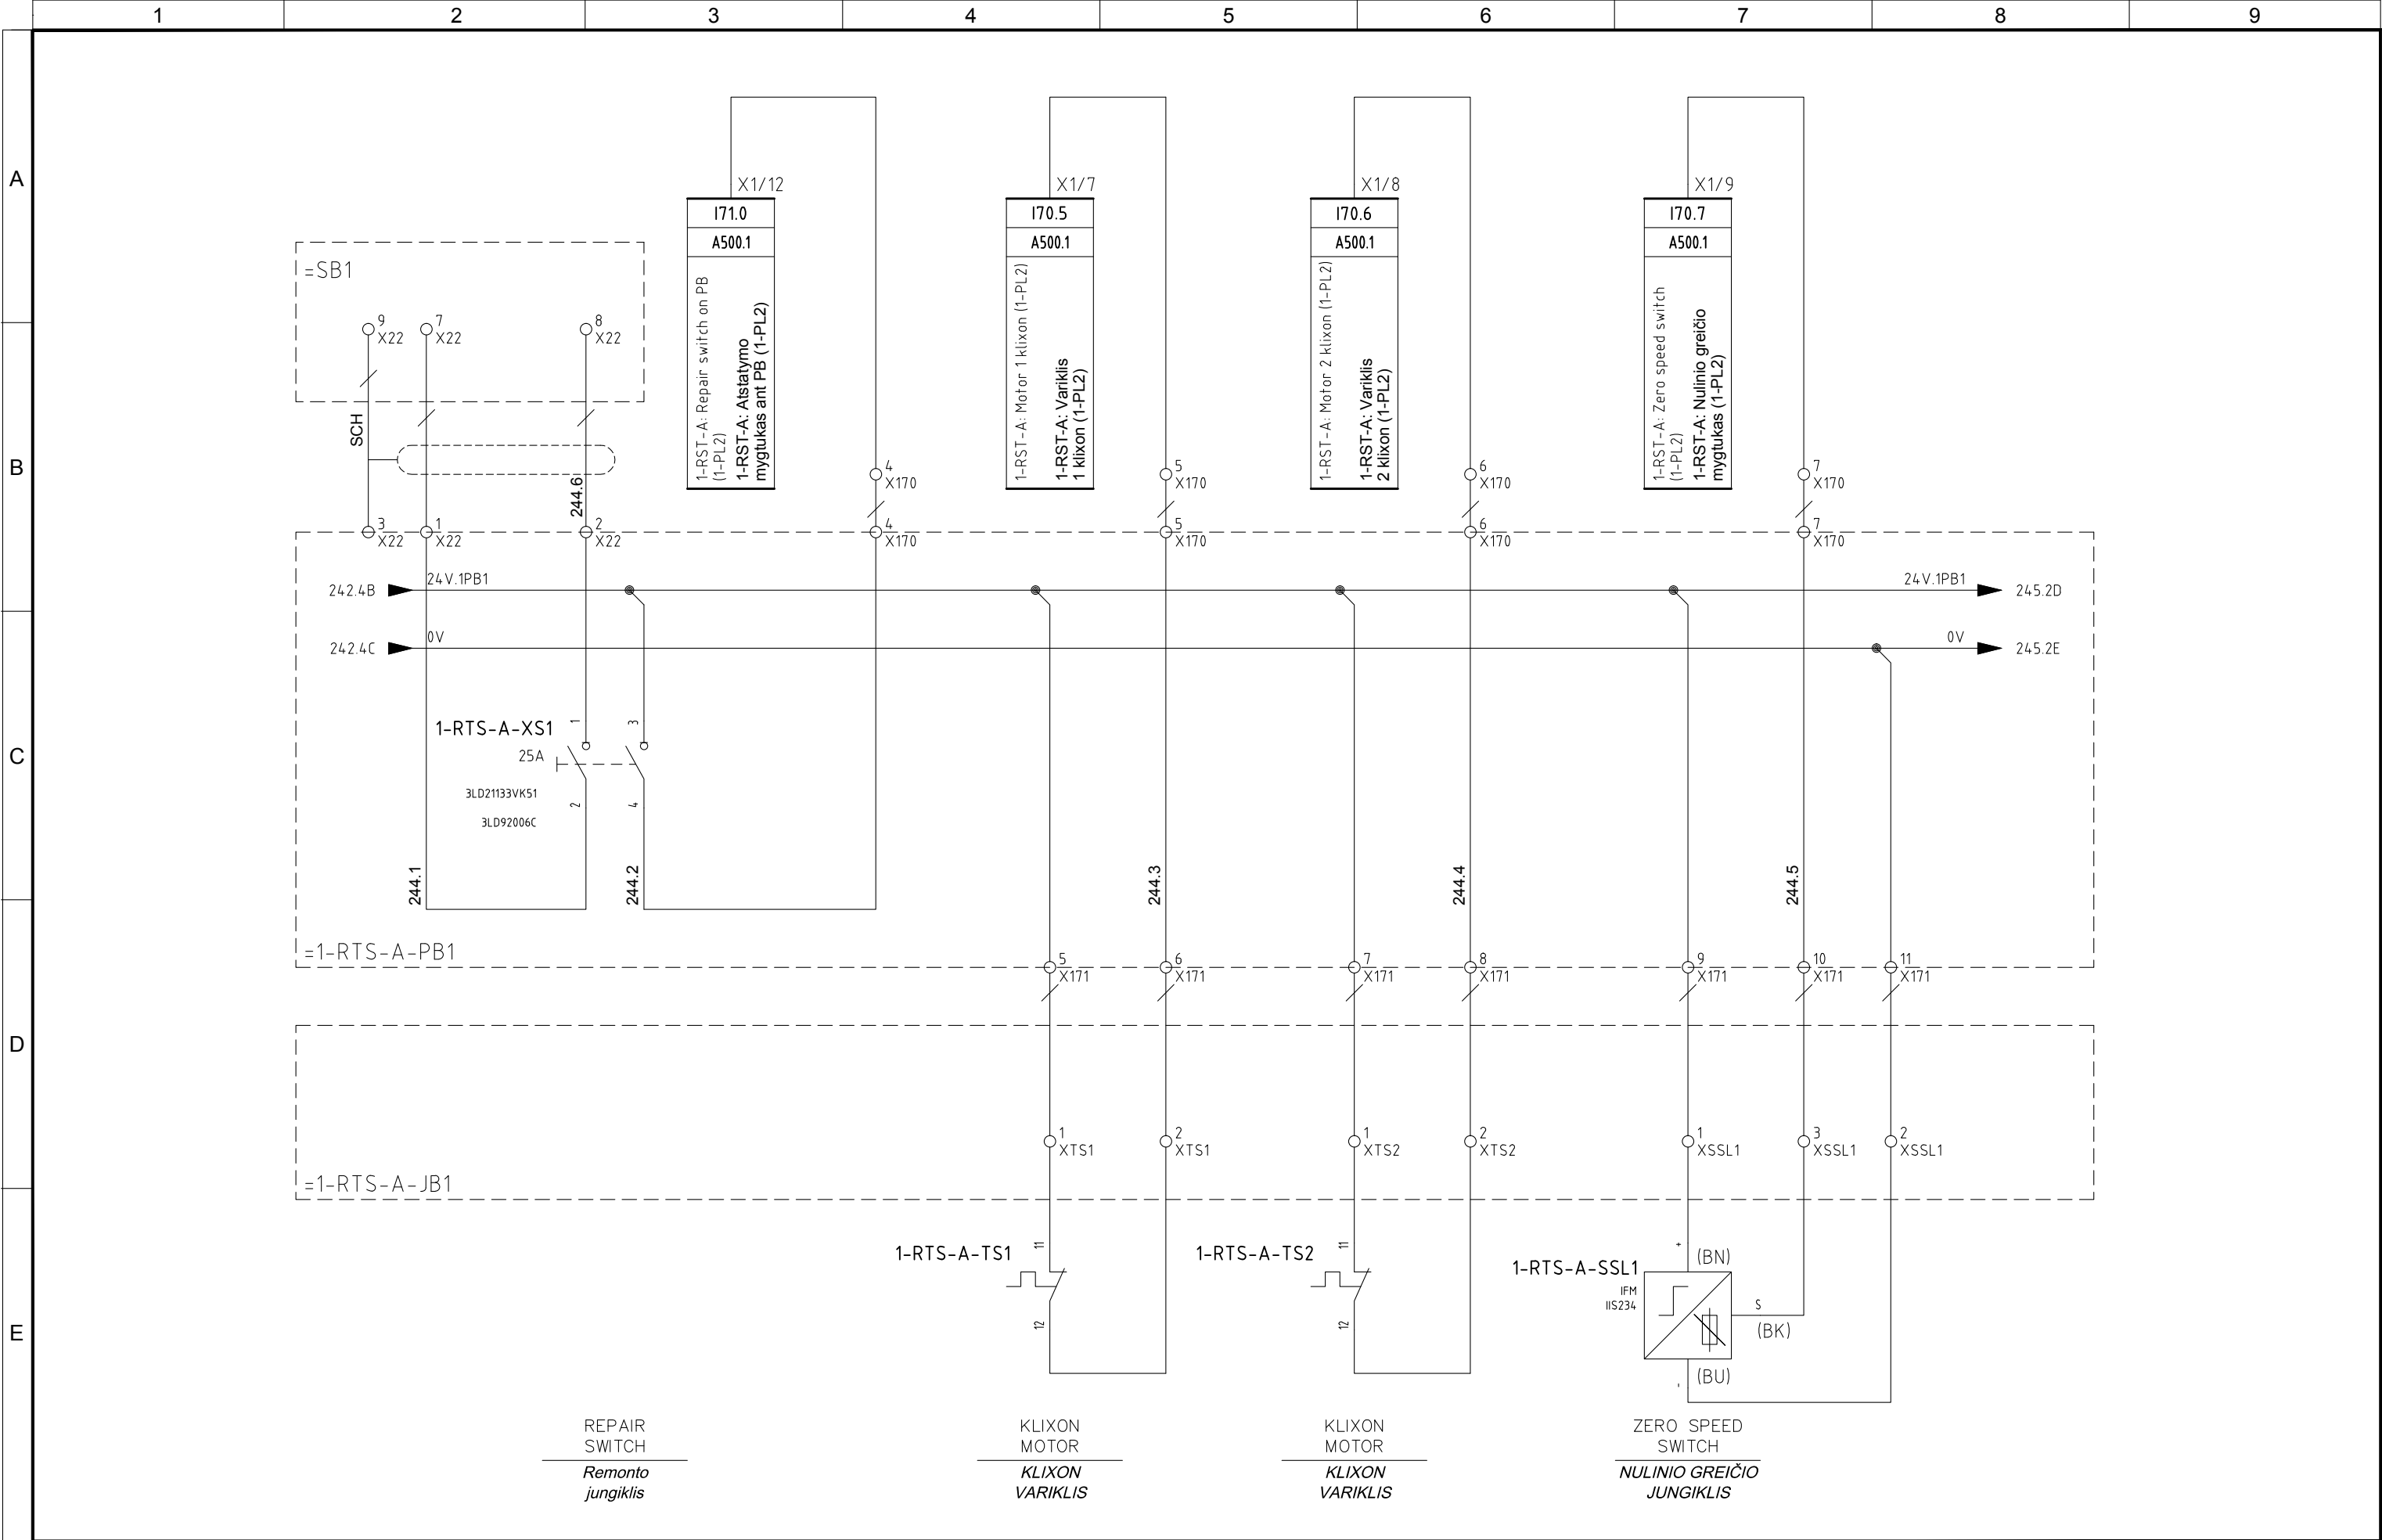 1 2 3 4 5 6 7 8 9
A
B
C
D
E
X1/12
I71.0
A500.1
1-RST-A: Repair switch on PB
(1-PL2)
1-RST-A: Atstatymo
mygtukas ant PB (1-PL2)
X1/7
I70.5
A500.1
1-RST-A: Motor 1 klixon (1-PL2)
1-RST-A: Variklis
1 klixon (1-PL2)
X1/8
I70.6
A500.1
1-RST-A: Motor 2 klixon (1-PL2)
1-RST-A: Variklis
2 klixon (1-PL2)
X1/9
I70.7
A500.1
1-RST-A: Zero speed switch
(1-PL2)
1-RST-A: Nulinio greičio
mygtukas (1-PL2)
=SB1
9
X22
7
X22
8
X22
SCH
244.6
4
X170
5
X170
6
X170
7
X170
3
X22
1
X22
2
X22
4
X170
5
X170
6
X170
7
X170
242.4B
24V.1PB1
24V.1PB1
245.2D
242.4C
0V
0V
245.2E
1-RTS-A-XS1
25A
3LD21133VK51
3LD92006C
1
2
3
4
244.1
244.2
244.3
244.4
244.5
=1-RTS-A-PB1
5
X171
6
X171
7
X171
8
X171
9
X171
10
X171
11
X171
1
XTS1
2
XTS1
1
XTS2
2
XTS2
1
XSSL1
3
XSSL1
2
XSSL1
=1-RTS-A-JB1
1-RTS-A-TS1
11
12
1-RTS-A-TS2
11
12
1-RTS-A-SSL1
IFM
IIS234
+
(BN)
S
(BK)
-
(BU)
REPAIR
SWITCH
Remonto
jungiklis
KLIXON
MOTOR
KLIXON
VARIKLIS
KLIXON
MOTOR
KLIXON
VARIKLIS
ZERO SPEED
SWITCH
NULINIO GREIČIO
JUNGIKLIS